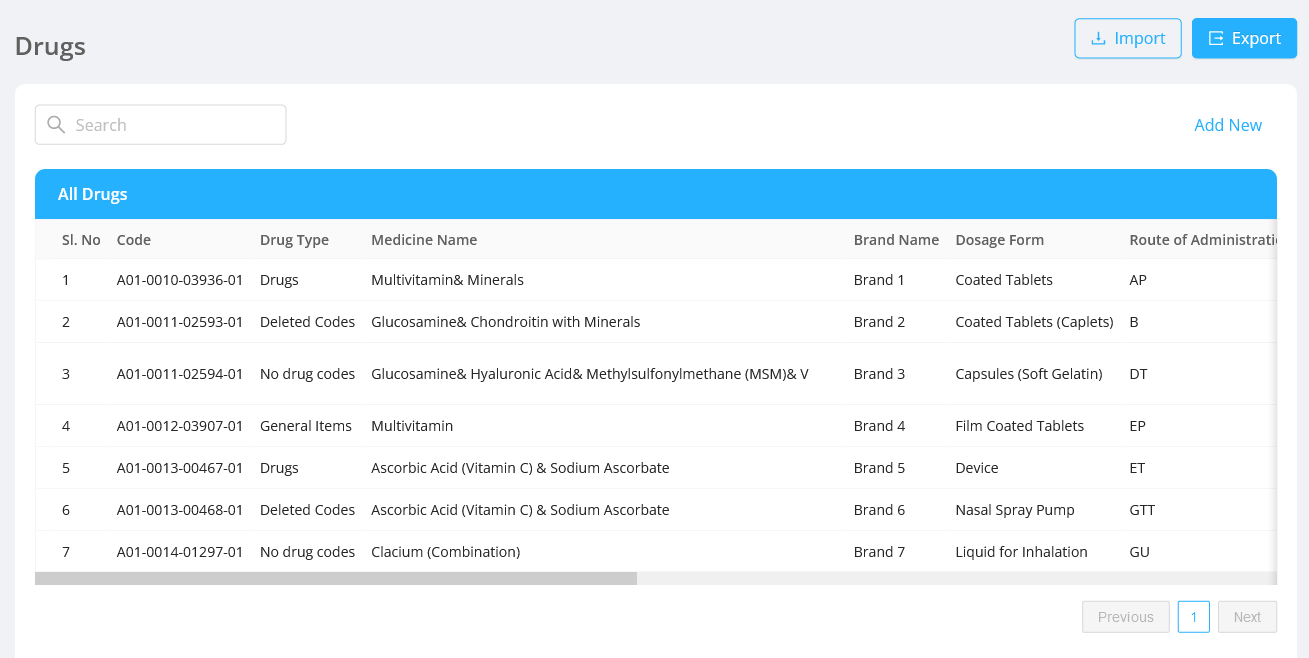 Drugs
Import
Export
Search
Add New
All Drugs
Sl. No Code Drug Type Medicine Name Brand Name Dosage Form Route of Administratio
1 A01-0010-03936-01 Drugs Multivitamin& Minerals Brand 1 Coated Tablets AP
2 A01-0011-02593-01 Deleted Codes Glucosamine& Chondroitin with Minerals Brand 2 Coated Tablets (Caplets) B
3 A01-0011-02594-01 No drug codes Glucosamine& Hyaluronic Acid& Methylsulfonylmethane (MSM)& V Brand 3 Capsules (Soft Gelatin) DT
4 A01-0012-03907-01 General Items Multivitamin Brand 4 Film Coated Tablets EP
5 A01-0013-00467-01 Drugs Ascorbic Acid (Vitamin C) & Sodium Ascorbate Brand 5 Device ET
6 A01-0013-00468-01 Deleted Codes Ascorbic Acid (Vitamin C) & Sodium Ascorbate Brand 6 Nasal Spray Pump GTT
7 A01-0014-01297-01 No drug codes Clacium (Combination) Brand 7 Liquid for Inhalation GU
Previous 1 Next